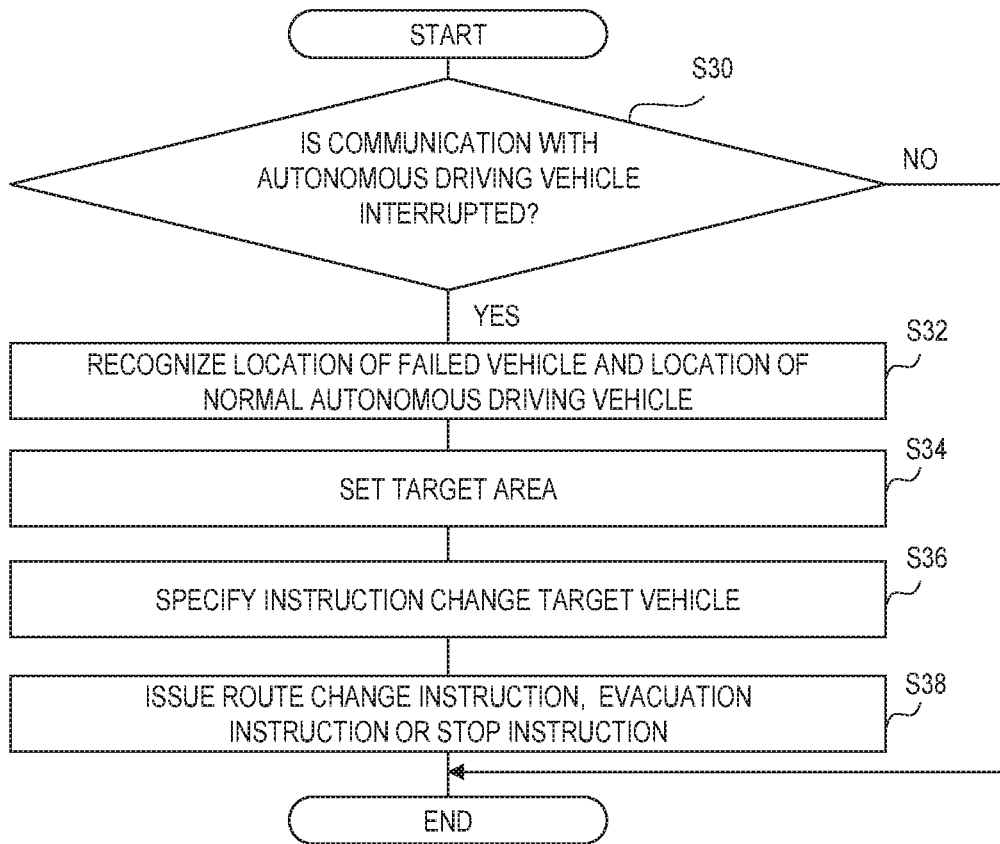 START
S30
IS COMMUNICATION WITH
AUTONOMOUS DRIVING VEHICLE
INTERRUPTED?
NO
YES
S32
RECOGNIZE LOCATION OF FAILED VEHICLE AND LOCATION OF
NORMAL AUTONOMOUS DRIVING VEHICLE
S34
SET TARGET AREA
S36
SPECIFY INSTRUCTION CHANGE TARGET VEHICLE
S38
ISSUE ROUTE CHANGE INSTRUCTION, EVACUATION
INSTRUCTION OR STOP INSTRUCTION
END